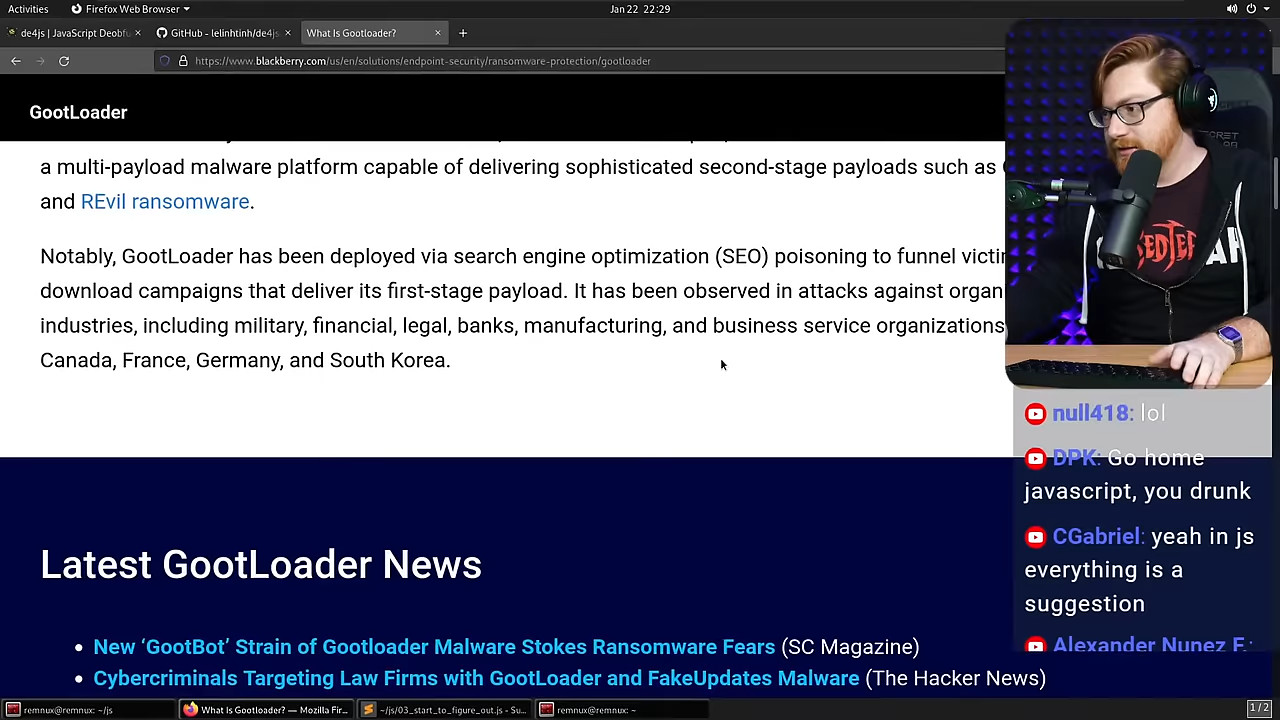 Activities
Firefox Web Browser
Jan 22 22:29
de4js | JavaScript Deobfu
GitHub - lelinhtinh/de4js
What Is Gootloader?
https://www.blackberry.com/us/en/solutions/endpoint-security/ransomware-protection/gootloader
GootLoader
a multi-payload malware platform capable of delivering sophisticated second-stage payloads such as
and REvil ransomware.
Notably, GootLoader has been deployed via search engine optimization (SEO) poisoning to funnel victi
download campaigns that deliver its first-stage payload. It has been observed in attacks against organ
industries, including military, financial, legal, banks, manufacturing, and business service organizations
Canada, France, Germany, and South Korea.
Latest GootLoader News
New ‘GootBot’ Strain of Gootloader Malware Stokes Ransomware Fears (SC Magazine)
Cybercriminals Targeting Law Firms with GootLoader and FakeUpdates Malware (The Hacker News)
null418: lol
DPK: Go home
javascript, you drunk
CGabriel: yeah in js
everything is a
suggestion
Alexander Nunez F.:
remnux@remnux: ~/js
What Is Gootloader? — Mozilla Fir...
~/js/03_start_to_figure_out.js - Su...
remnux@remnux: ~
1 / 2